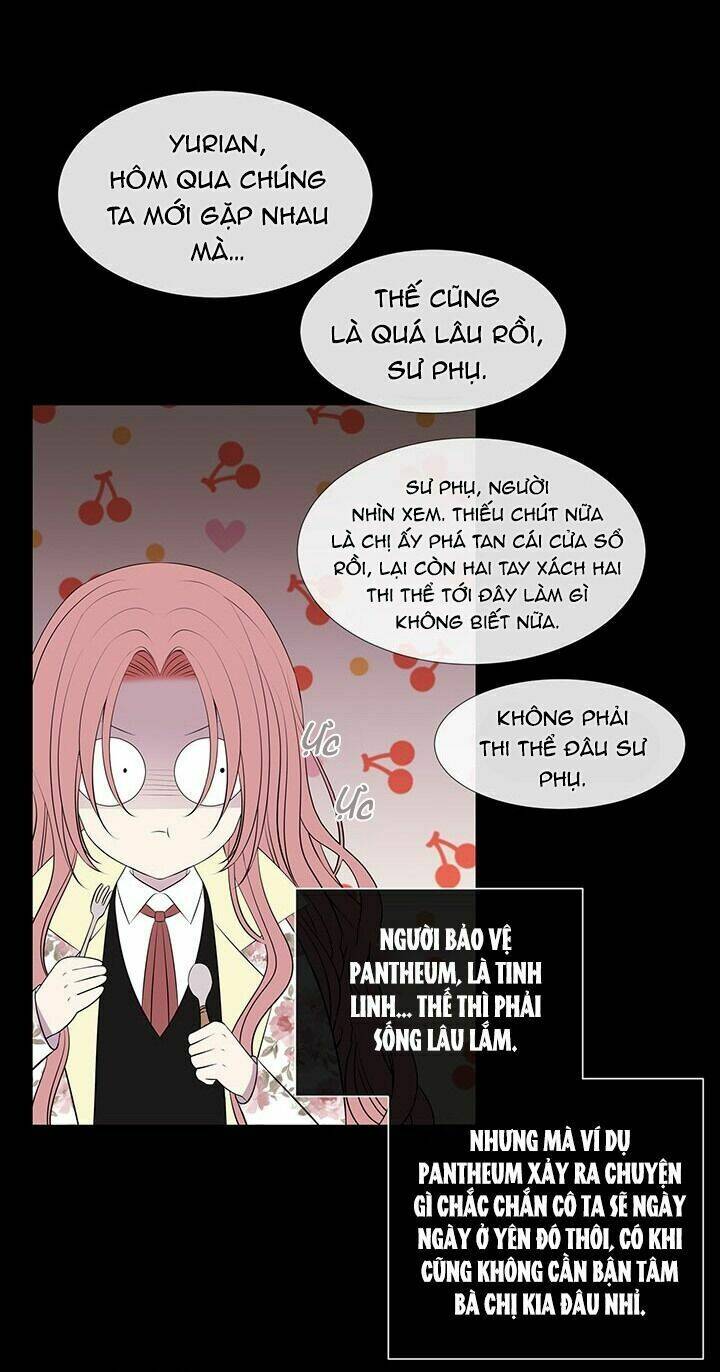 YURIAN,
HÔM QUA CHÚNG
TA MỚI GẶP NHAU
MÀ...
THẾ CŨNG
LÀ QUÁ LÂU RỒI,
SƯ PHỤ.
SƯ PHỤ, NGƯỜI
NHÌN XEM. THIẾU CHÚT NỮA
LÀ CHỊ ẤY PHÁ TAN CÁI CỬA SỔ
RỒI, LẠI CÒN HAI TAY XÁCH HAI
THI THỂ TỚI ĐÂY LÀM GÌ
KHÔNG BIẾT NỮA.
KHÔNG PHẢI
THI THỂ ĐÂU SƯ
PHỤ.
ỰC
ỰC
NGƯỜI BẢO VỆ
PANTHEUM, LÀ TINH
LINH... THẾ THÌ PHẢI
SỐNG LÂU LẮM.
NHƯNG MÀ VÍ DỤ
PANTHEUM XẢY RA CHUYỆN
GÌ CHẮC CHẮN CÔ TA SẼ NGÀY
NGÀY Ở YÊN ĐÓ THÔI, CÓ KHI
CŨNG KHÔNG CẦN BẬN TÂM
BÀ CHỊ KIA ĐÂU NHỈ.